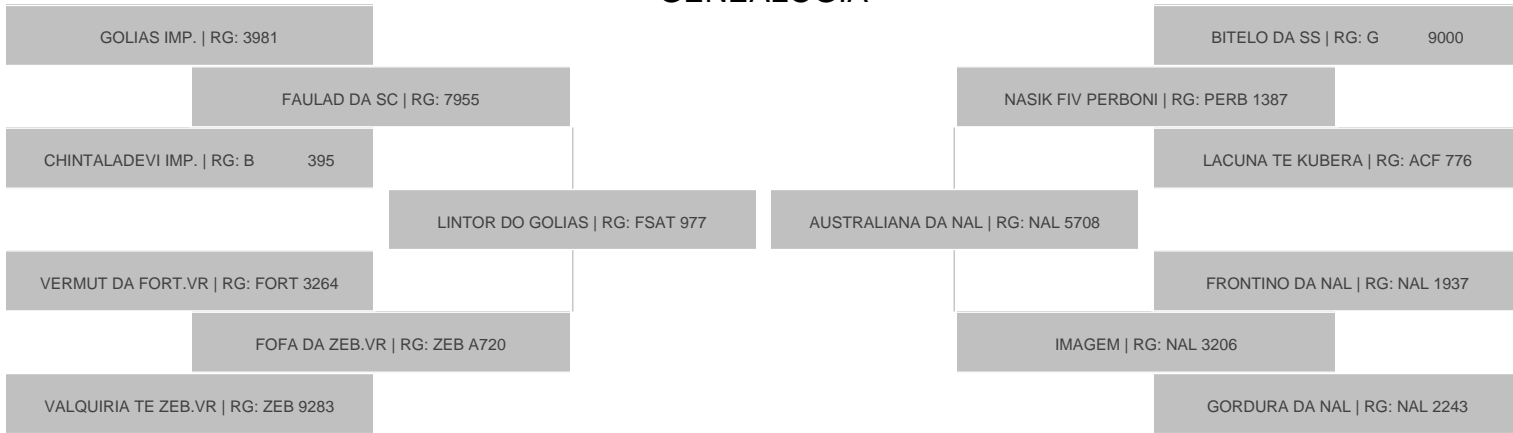 GENEALOGIA
GOLIAS IMP. | RG: 3981
BITELO DA SS | RG: G 9000
FAULAD DA SC | RG: 7955
NASIK FIV PERBONI | RG: PERB 1387
CHINTALADEVI IMP. | RG: B 395
LACUNA TE KUBERA | RG: ACF 776
LINTOR DO GOLIAS | RG: FSAT 977
AUSTRALIANA DA NAL | RG: NAL 5708
VERMUT DA FORT.VR | RG: FORT 3264
FRONTINO DA NAL | RG: NAL 1937
FOFA DA ZEB.VR | RG: ZEB A720
IMAGEM | RG: NAL 3206
VALQUIRIA TE ZEB.VR | RG: ZEB 9283
GORDURA DA NAL | RG: NAL 2243